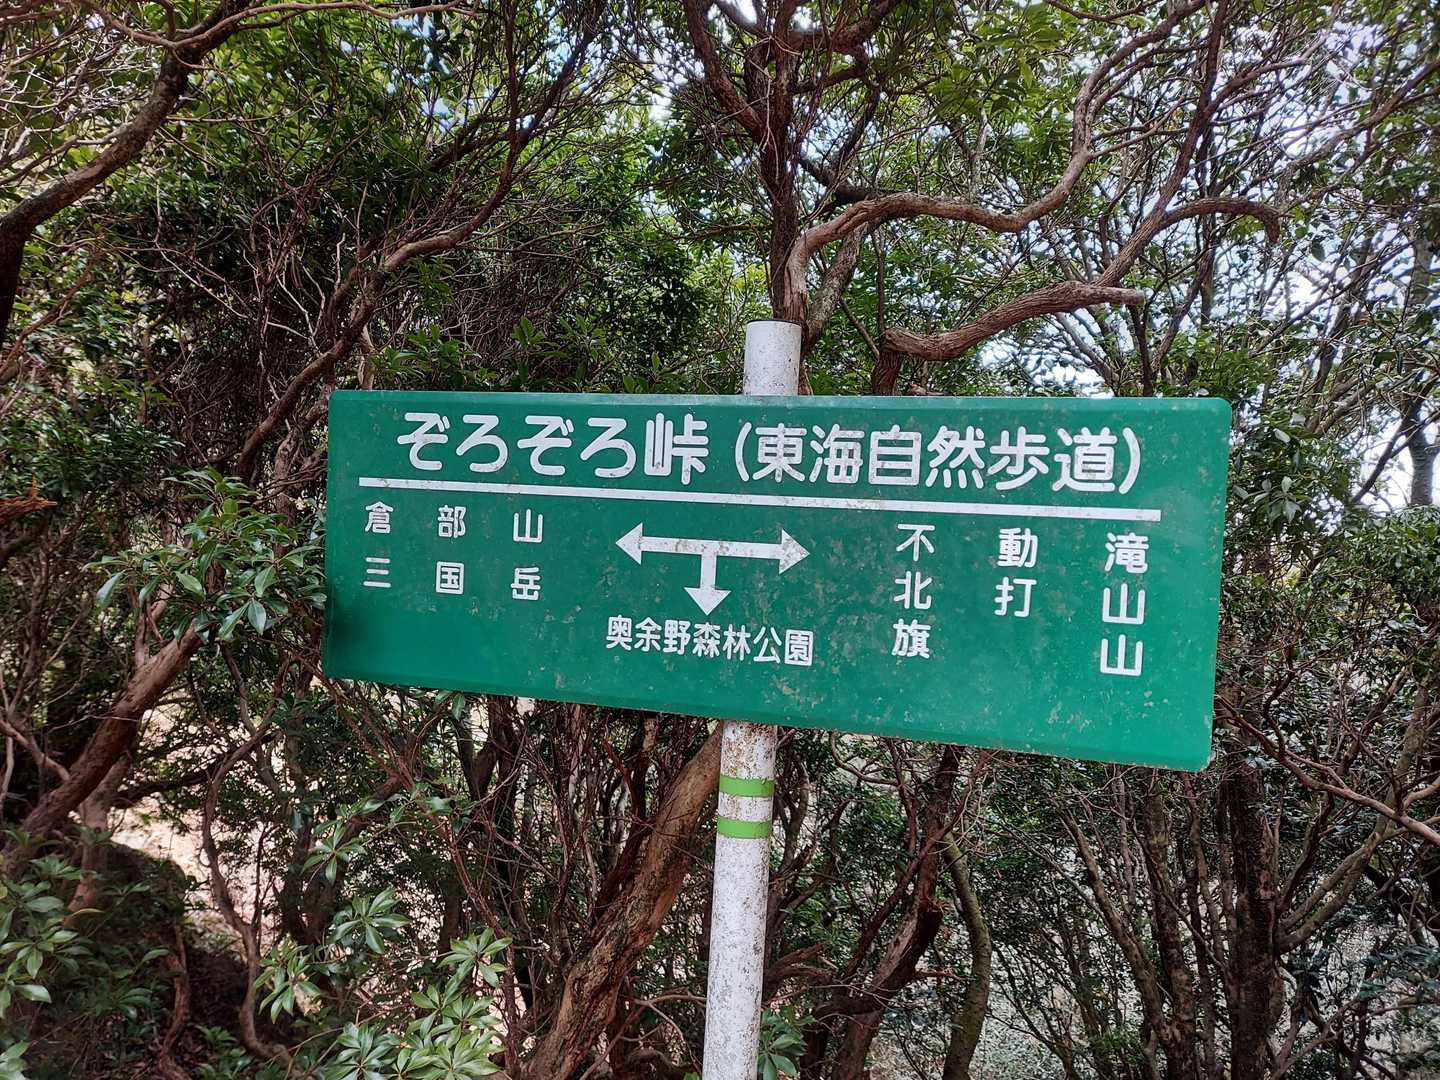 ぞろぞろ峠(東海自然歩道)
倉部山
三国岳
奥余野森林公園
不動滝
北打山
旗山